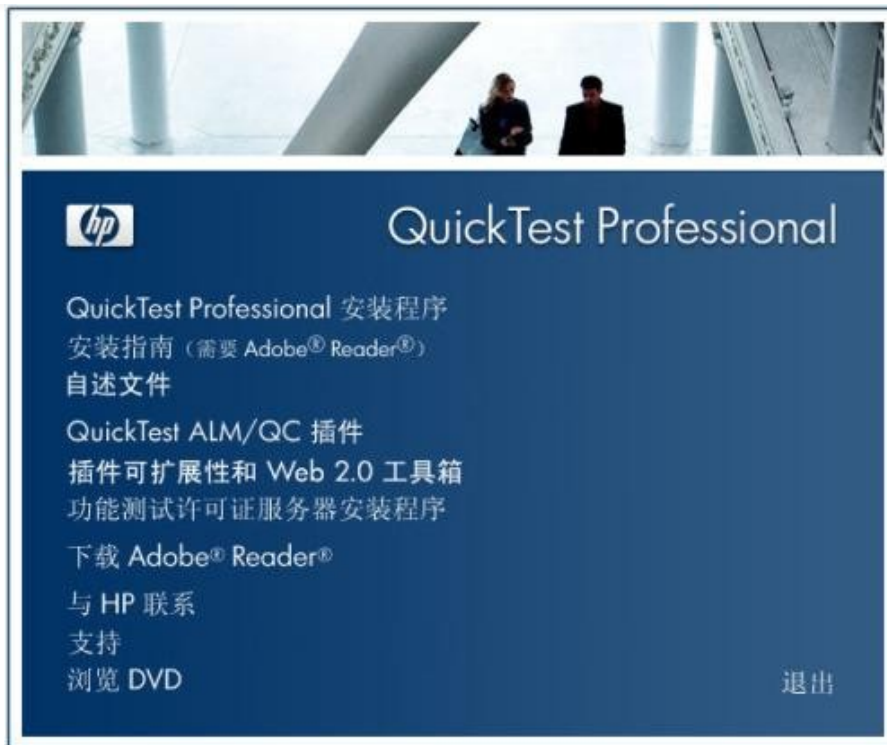 hp
QuickTest Professional
QuickTest Professional 安装程序
安装指南（需要 Adobe® Reader®）
自述文件
QuickTest ALM/QC 插件
插件可扩展性和 Web 2.0 工具箱
功能测试许可证服务器安装程序
下载 Adobe® Reader®
与 HP 联系
支持
浏览 DVD
退出